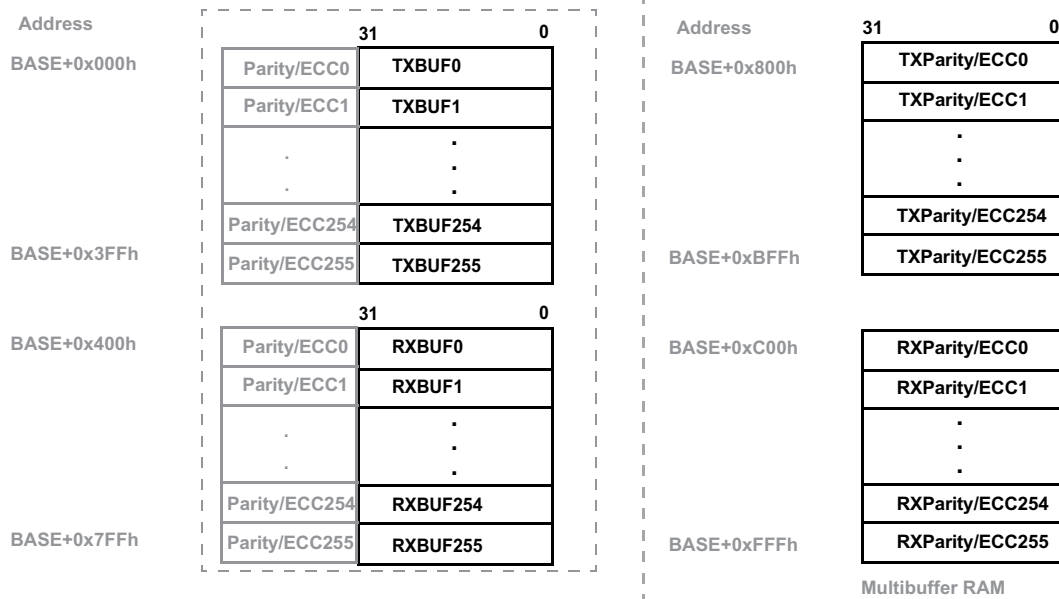 Address
31 0
BASE+0x000h Parity/ECC0 TXBUF0
Parity/ECC1 TXBUF1
. .
. .
.
Parity/ECC254 TXBUF254
BASE+0x3FFh Parity/ECC255 TXBUF255
31 0
BASE+0x400h Parity/ECC0 RXBUF0
Parity/ECC1 RXBUF1
. .
. .
.
Parity/ECC254 RXBUF254
BASE+0x7FFh Parity/ECC255 RXBUF255
Address 31 0
BASE+0x800h TXParity/ECC0
TXParity/ECC1
.
.
.
TXParity/ECC254
BASE+0xBFFh TXParity/ECC255
BASE+0xC00h RXParity/ECC0
RXParity/ECC1
.
.
.
RXParity/ECC254
BASE+0xFFFh RXParity/ECC255
Multibuffer RAM